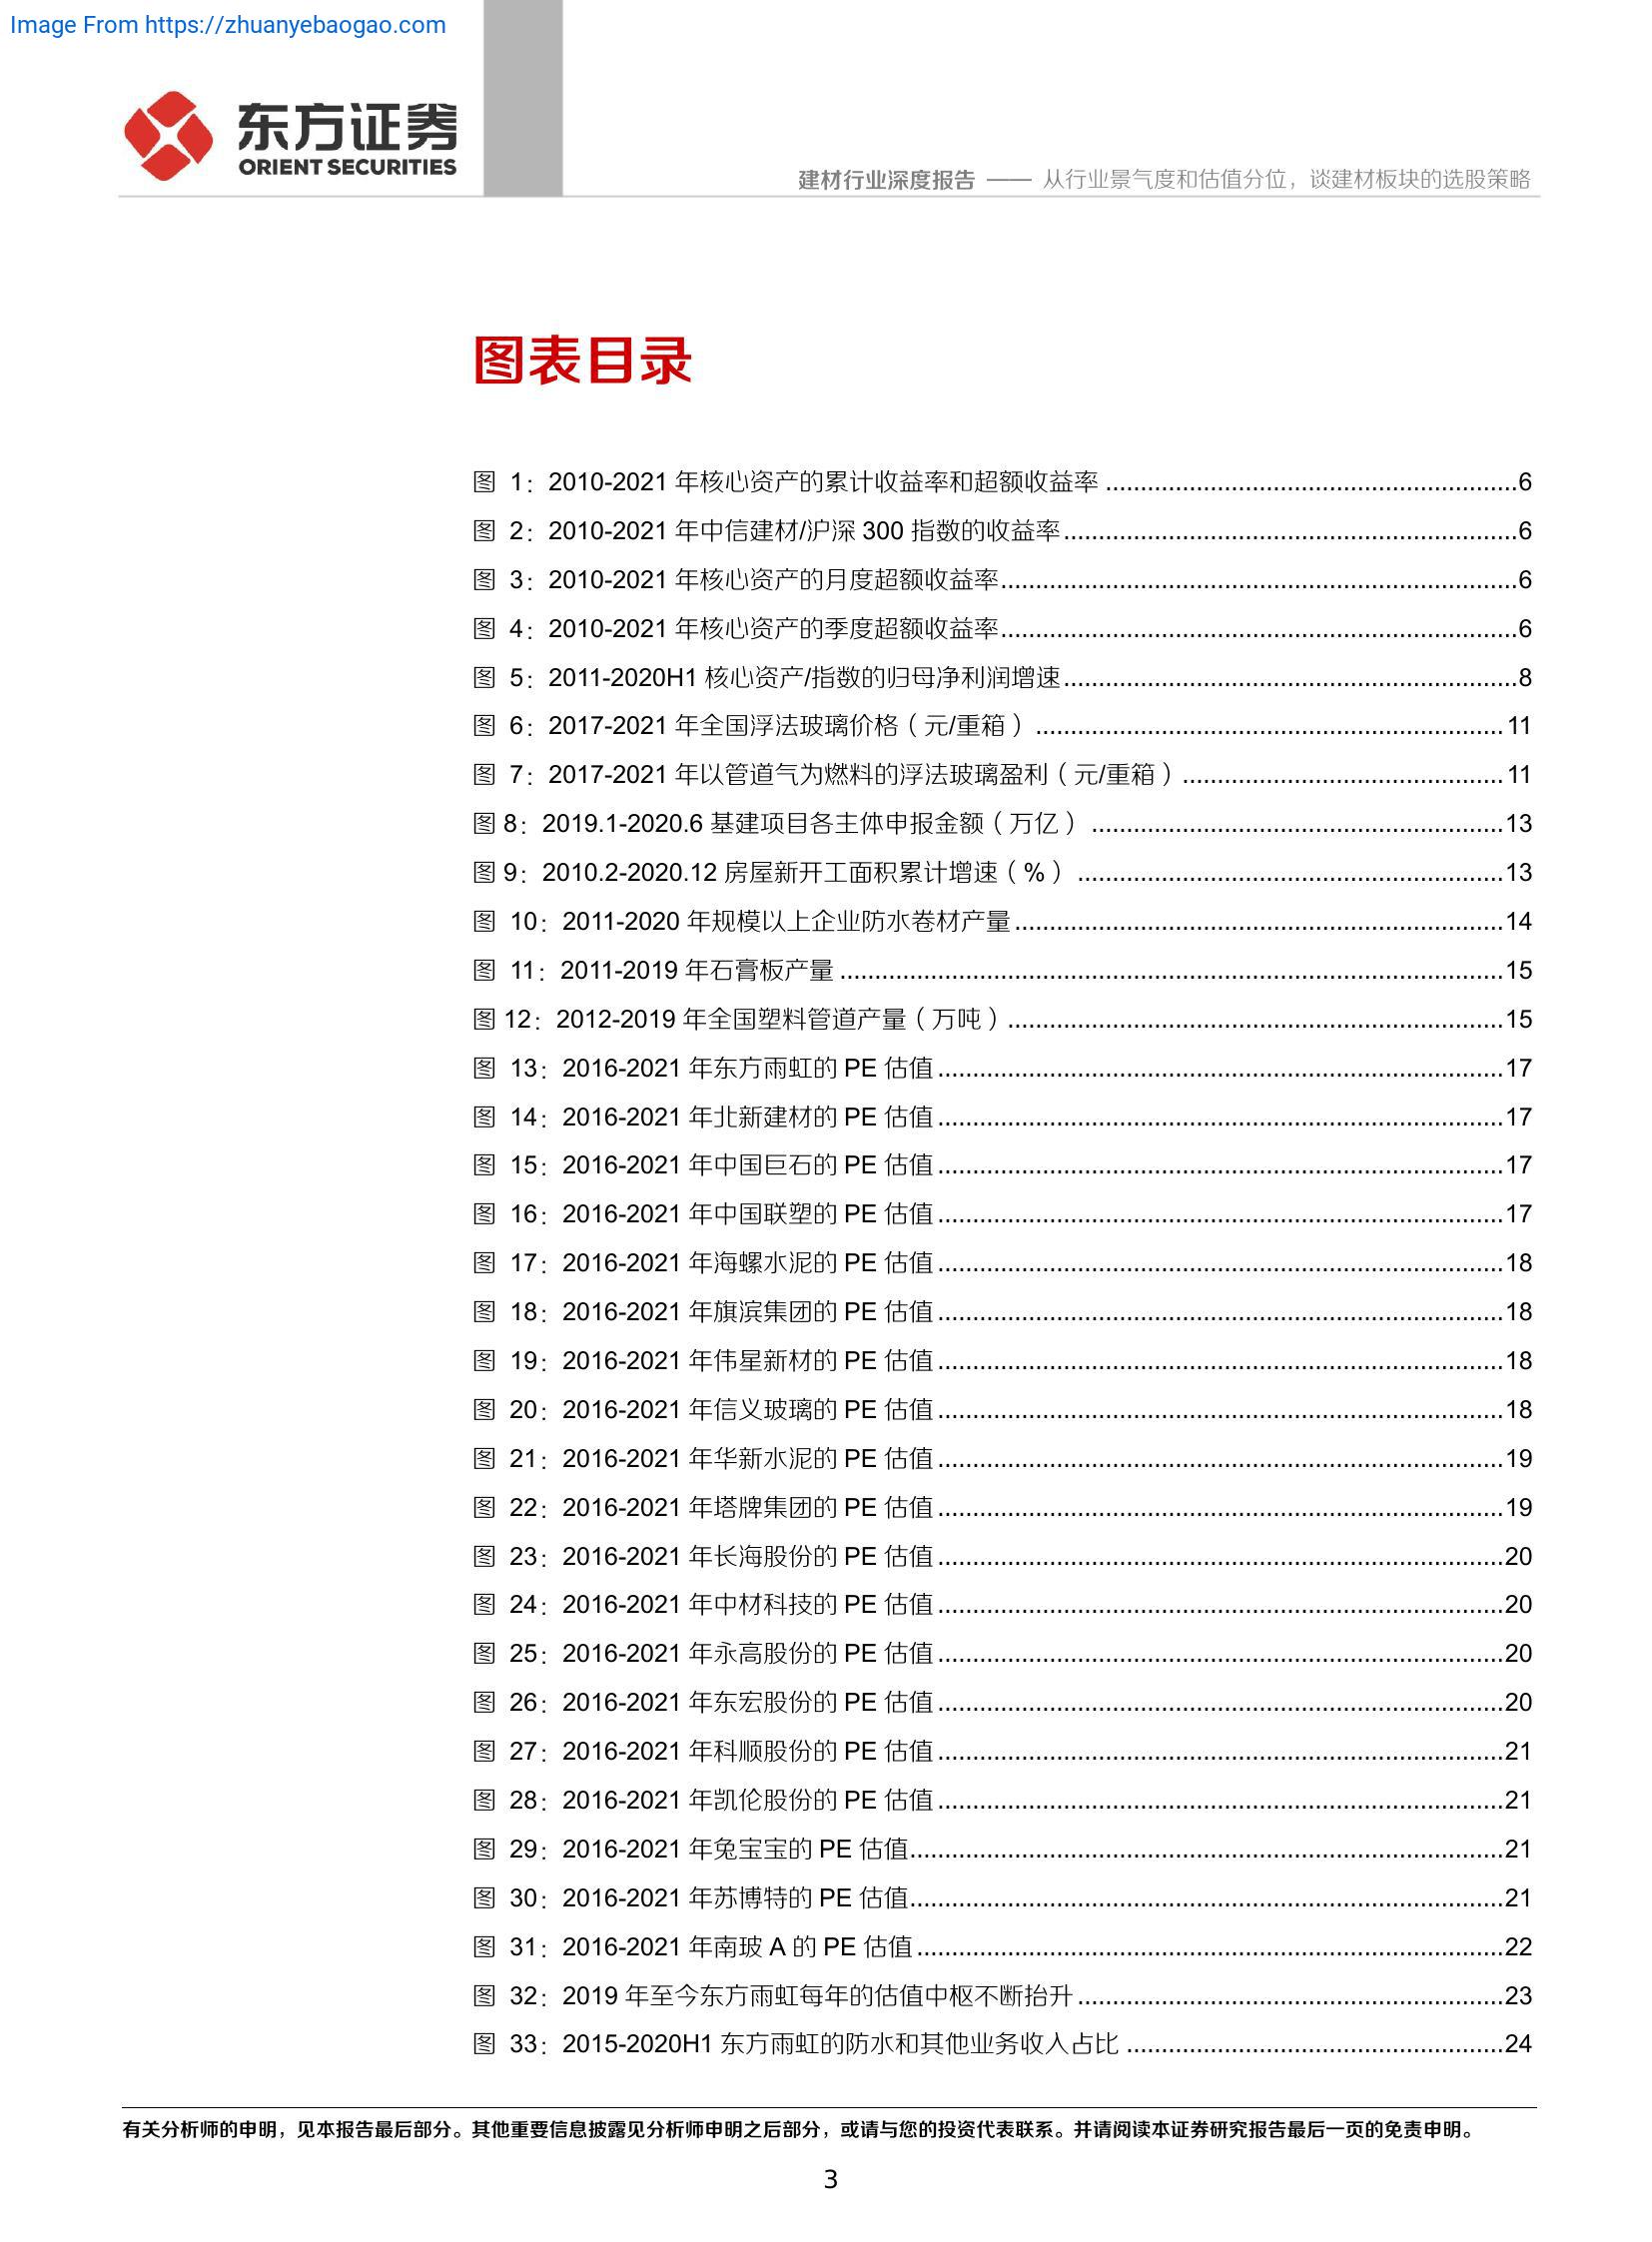 Image From https://zhuanyebaogao.com
东方证券
ORIENT SECURITIES
建材行业深度报告 —— 从行业景气度和估值分位，谈建材板块的选股策略
图表目录
图 1：2010-2021 年核心资产的累计收益率和超额收益率 ...........................................................6
图 2：2010-2021 年中信建材/沪深 300 指数的收益率.................................................................6
图 3：2010-2021 年核心资产的月度超额收益率..........................................................................6
图 4：2010-2021 年核心资产的季度超额收益率..........................................................................6
图 5：2011-2020H1 核心资产/指数的归母净利润增速.................................................................8
图 6：2017-2021 年全国浮法玻璃价格（元/重箱）...................................................................11
图 7：2017-2021 年以管道气为燃料的浮法玻璃盈利（元/重箱）..............................................11
图 8：2019.1-2020.6 基建项目各主体申报金额（万亿）...........................................................13
图 9：2010.2-2020.12 房屋新开工面积累计增速（%）.............................................................13
图 10：2011-2020 年规模以上企业防水卷材产量......................................................................14
图 11：2011-2019 年石膏板产量 ...............................................................................................15
图 12：2012-2019 年全国塑料管道产量（万吨）.......................................................................15
图 13：2016-2021 年东方雨虹的 PE 估值.................................................................................17
图 14：2016-2021 年北新建材的 PE 估值.................................................................................17
图 15：2016-2021 年中国巨石的 PE 估值.................................................................................17
图 16：2016-2021 年中国联塑的 PE 估值.................................................................................17
图 17：2016-2021 年海螺水泥的 PE 估值.................................................................................18
图 18：2016-2021 年旗滨集团的 PE 估值.................................................................................18
图 19：2016-2021 年伟星新材的 PE 估值.................................................................................18
图 20：2016-2021 年信义玻璃的 PE 估值.................................................................................18
图 21：2016-2021 年华新水泥的 PE 估值.................................................................................19
图 22：2016-2021 年塔牌集团的 PE 估值.................................................................................19
图 23：2016-2021 年长海股份的 PE 估值.................................................................................20
图 24：2016-2021 年中材科技的 PE 估值.................................................................................20
图 25：2016-2021 年永高股份的 PE 估值.................................................................................20
图 26：2016-2021 年东宏股份的 PE 估值.................................................................................20
图 27：2016-2021 年科顺股份的 PE 估值.................................................................................21
图 28：2016-2021 年凯伦股份的 PE 估值.................................................................................21
图 29：2016-2021 年兔宝宝的 PE 估值.....................................................................................21
图 30：2016-2021 年苏博特的 PE 估值.....................................................................................21
图 31：2016-2021 年南玻 A 的 PE 估值....................................................................................22
图 32：2019 年至今东方雨虹每年的估值中枢不断抬升.............................................................23
图 33：2015-2020H1 东方雨虹的防水和其他业务收入占比 ......................................................24
有关分析师的申明，见本报告最后部分。其他重要信息披露见分析师申明之后部分，或请与您的投资代表联系。并请阅读本证券研究报告最后一页的免责申明。
3